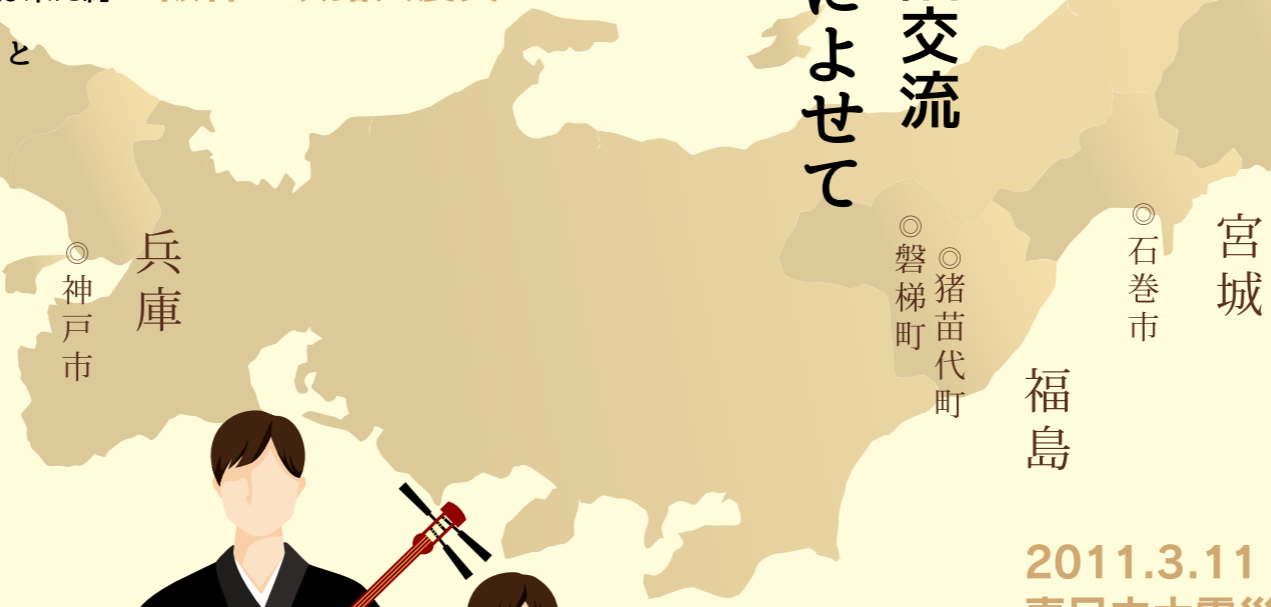 交流
によせて
と
宮城
◎石巻市
福島
◎猪苗代町
◎磐梯町
兵庫
◎神戸市
2011.3.11